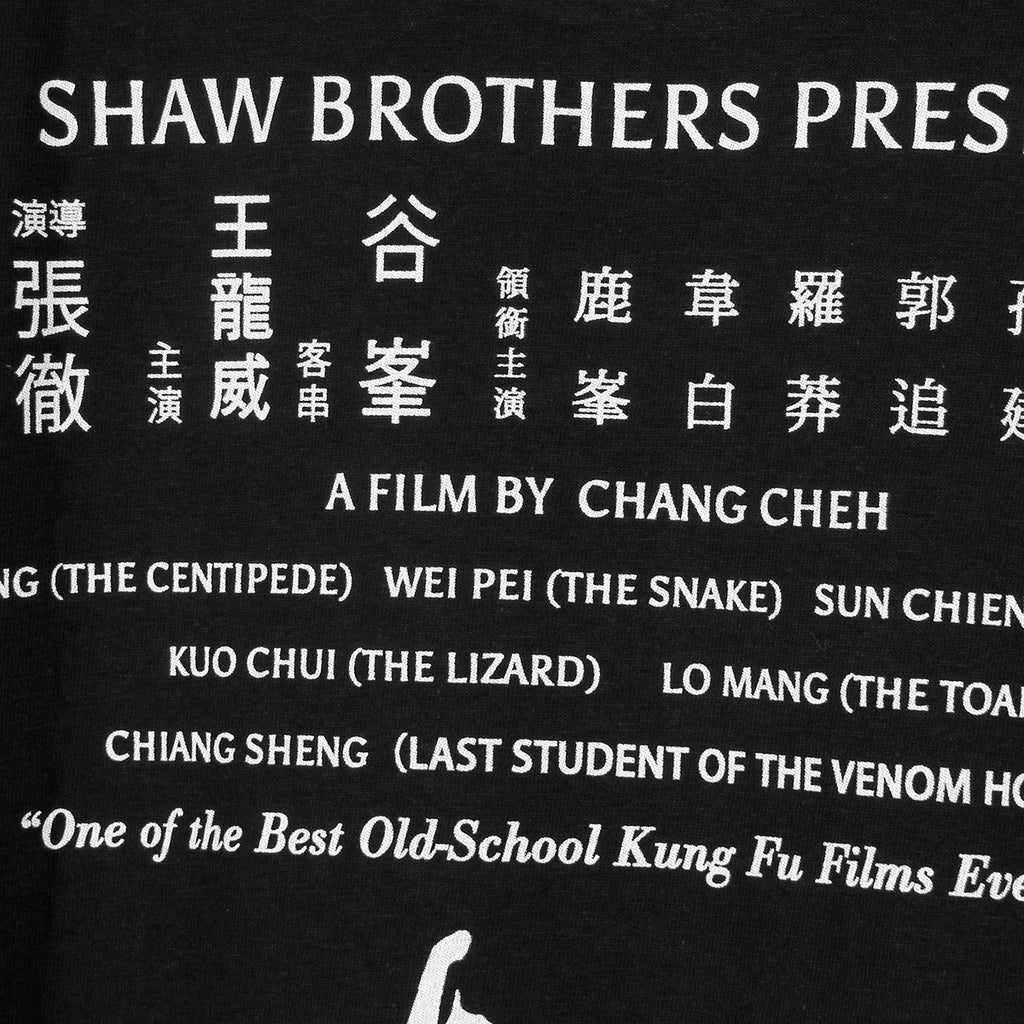 SHAW BROTHERS PRES
郭追
羅莽
韋白
鹿峯
領銜主演
谷峯
客串
王龍威
主演
導演
張徹
A FILM BY CHANG CHEH
NG (THE CENTIPEDE) WEI PEI (THE SNAKE) SUN CHIEN
KUO CHUI (THE LIZARD) LO MANG (THE TOA
CHIANG SHENG (LAST STUDENT OF THE VENOM HO
“One of the Best Old-School Kung Fu Films Eve